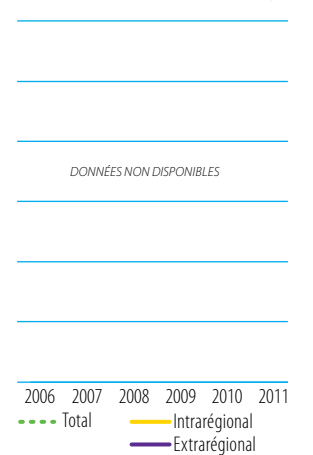 DONNÉES NON DISPONIBLES
2006 2007 2008 2009 2010 2011
Total Intrarégional
Extrarégional